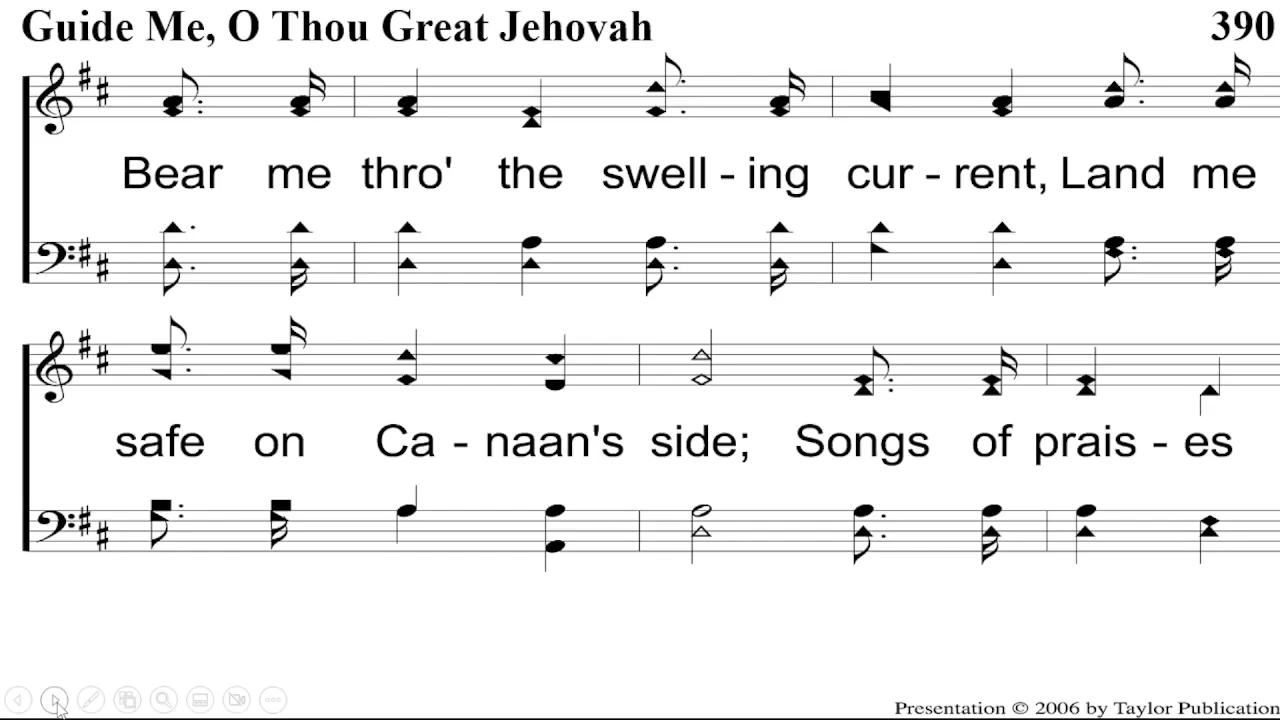 Guide Me, O Thou Great Jehovah 390
Bear me thro' the swell - ing cur - rent, Land me
safe on Ca - naan's side; Songs of prais - es
Presentation © 2006 by Taylor Publication